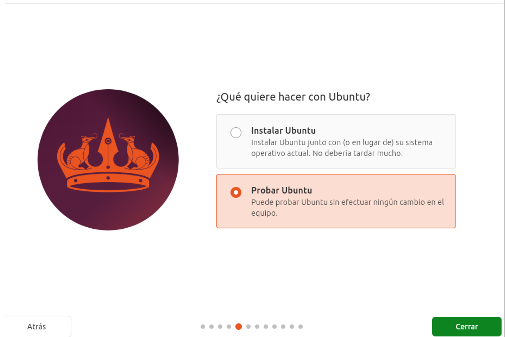 ¿Qué quiere hacer con Ubuntu?
Instalar Ubuntu
Instalar Ubuntu junto con (o en lugar de) su sistema
operativo actual. No debería tardar mucho.
Probar Ubuntu
Puede probar Ubuntu sin efectuar ningún cambio en el
equipo.
Atrás
Cerrar